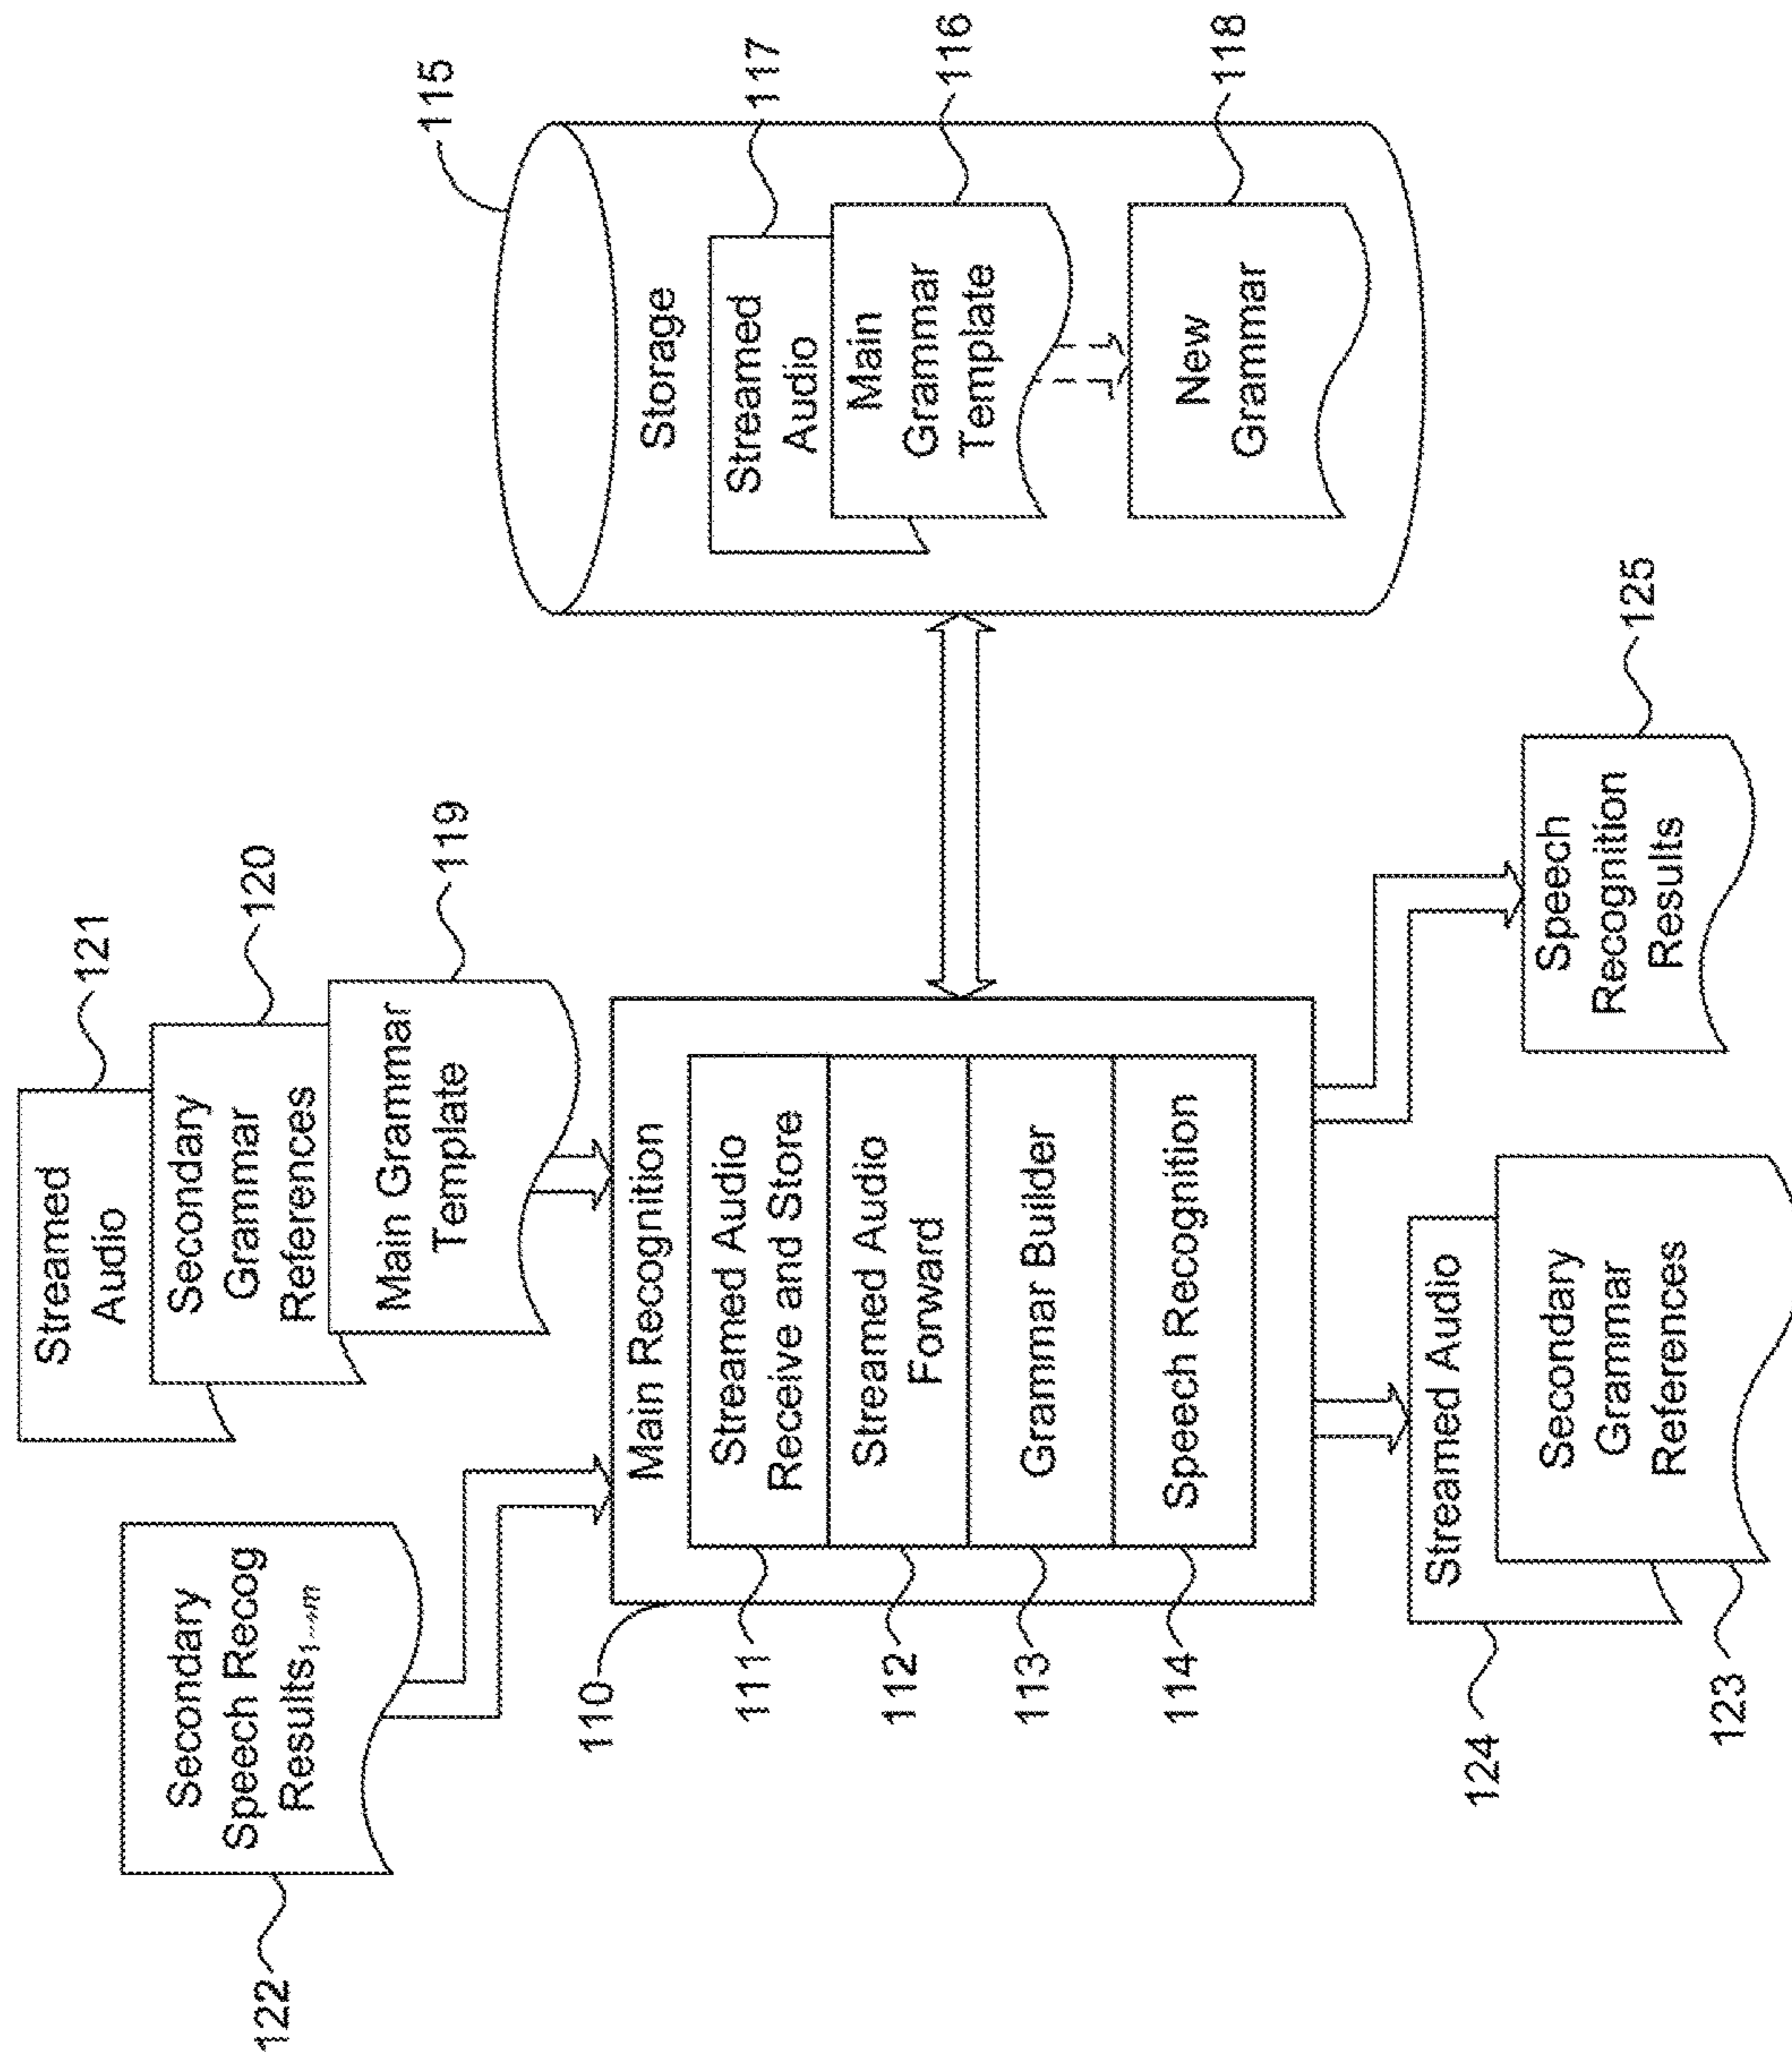 121
Streamed
Audio
120
Secondary
Grammar
References
119
Main Grammar
Template
122
Secondary
Speech Recog
Results1→m
110
Main Recognition
111
Streamed Audio
Receive and Store
112
Streamed Audio
Forward
113
Grammar Builder
114
Speech Recognition
115
Storage
117
Streamed
Audio
116
Main
Grammar
Template
118
New
Grammar
124
Streamed Audio
123
Secondary
Grammar
References
125
Speech
Recognition
Results